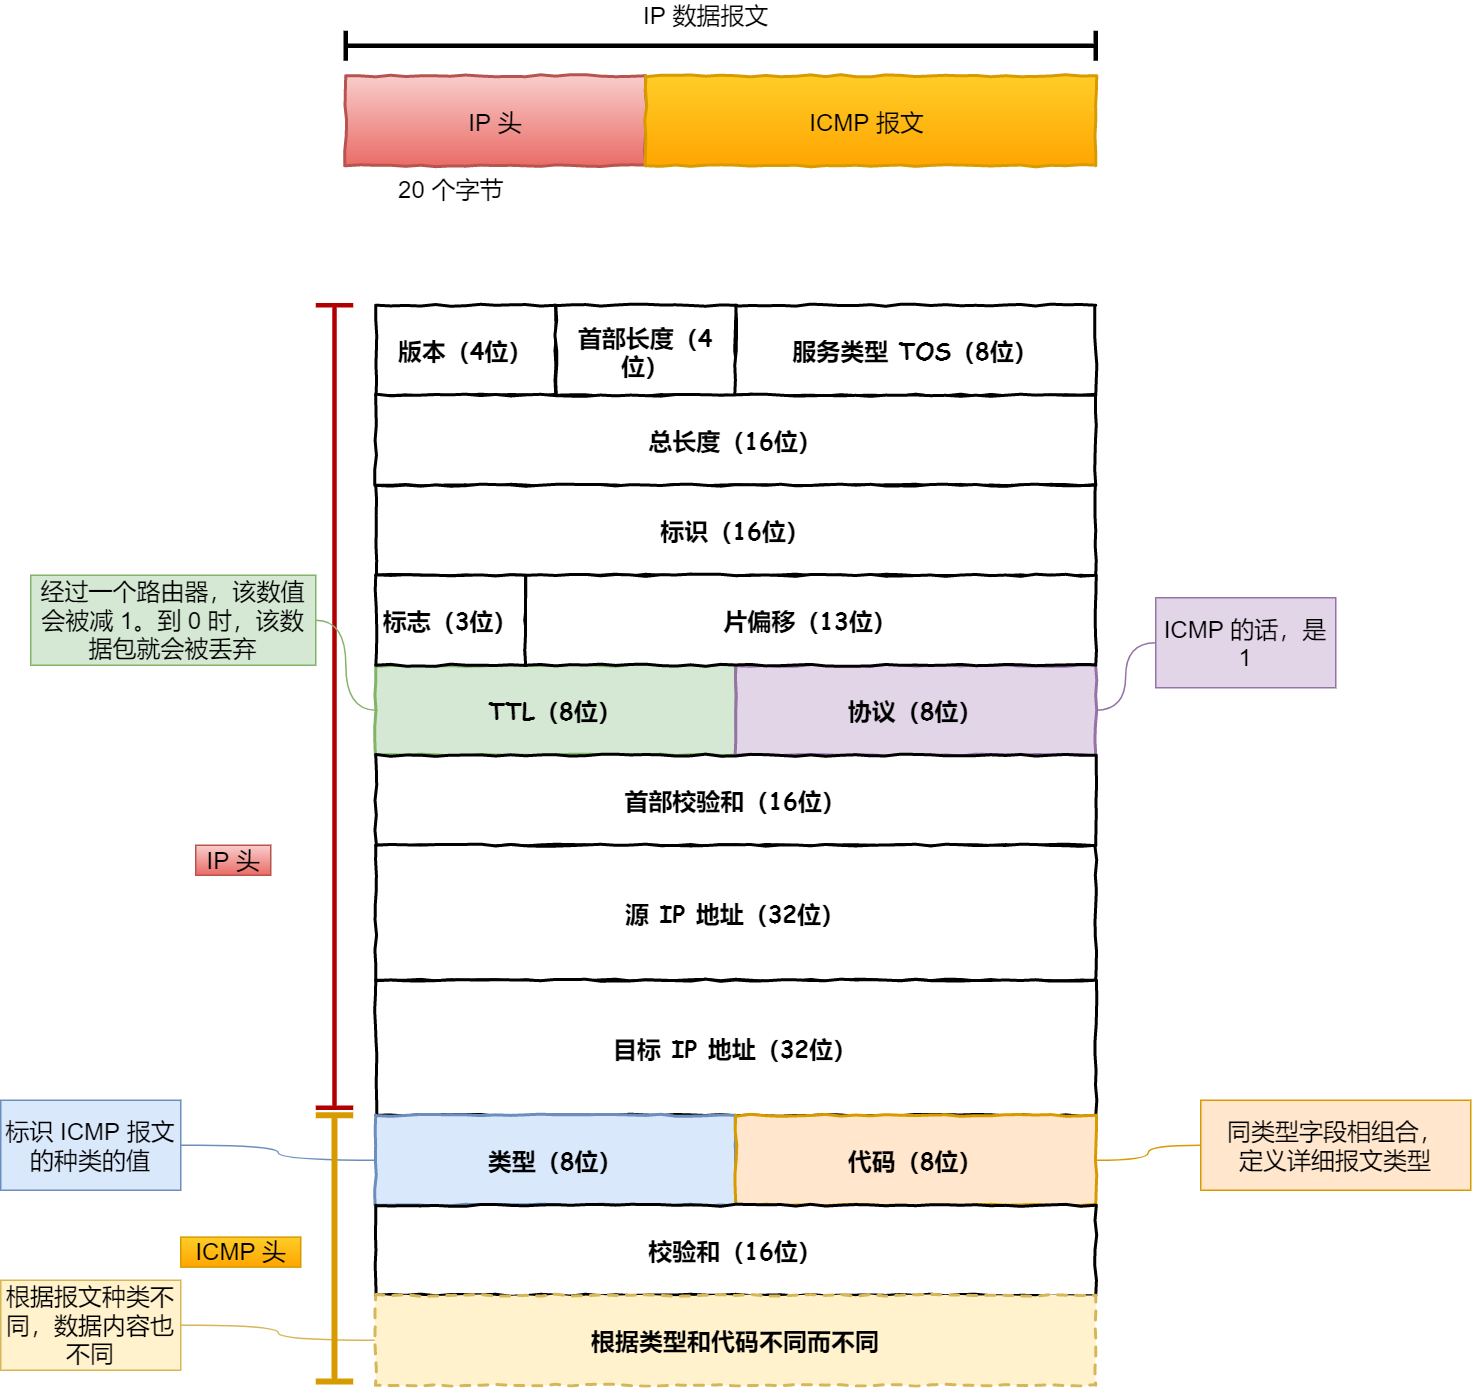 IP 数据报文
IP 头
ICMP 报文
20 个字节
版本（4位）
首部长度（4
位）
服务类型 TOS（8位）
总长度（16位）
标识（16位）
经过一个路由器，该数值
会被减 1。到 0 时，该数
据包就会被丢弃
标志（3位）
片偏移（13位）
ICMP 的话，是
1
TTL（8位）
协议（8位）
首部校验和（16位）
IP 头
源 IP 地址（32位）
目标 IP 地址（32位）
标识 ICMP 报文
的种类的值
类型（8位）
代码（8位）
同类型字段相组合，
定义详细报文类型
ICMP 头
校验和（16位）
根据报文种类不
同，数据内容也
不同
根据类型和代码不同而不同